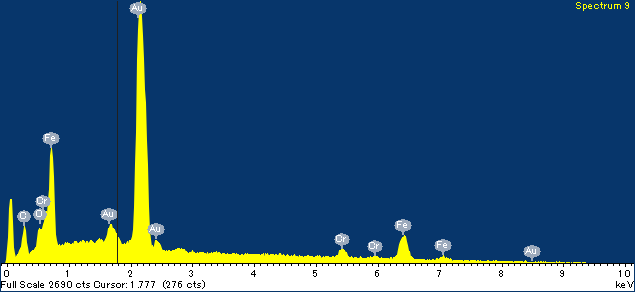 Spectrum 9
Au
Fe
Cr
O
C
Au
Au
Cr
Cr
Fe
Fe
Au
0 1 2 3 4 5 6 7 8 9 10
Full Scale 2690 cts Cursor: 1.777 (276 cts) keV